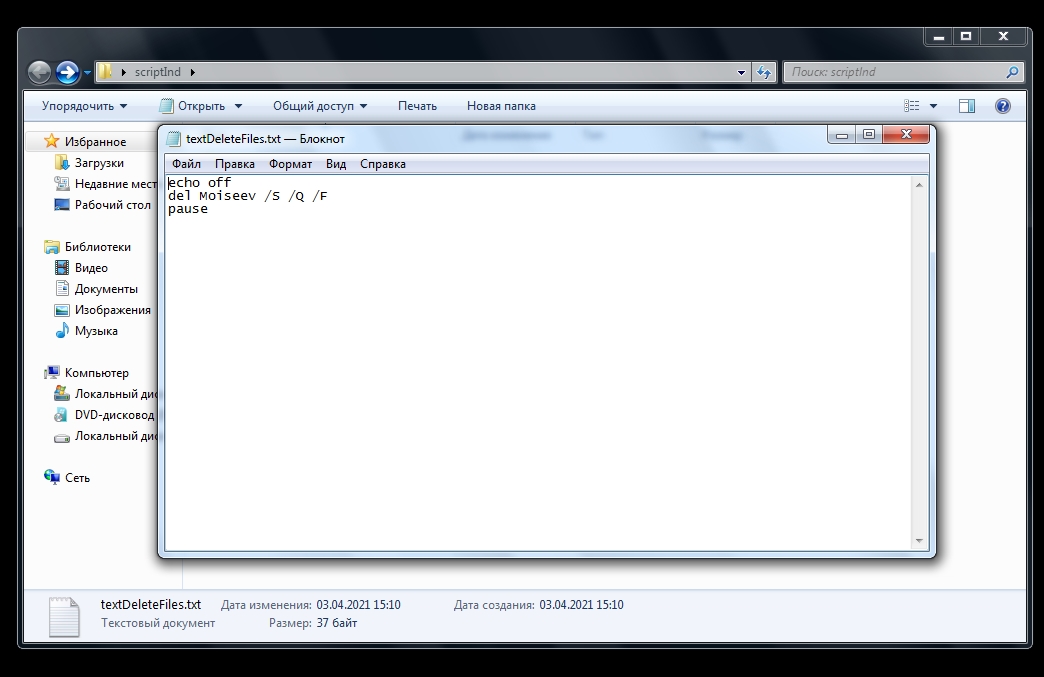 scriptInd
Поиск: scriptInd
Упорядочить
Открыть
Общий доступ
Печать
Новая папка
Избранное
Загрузки
Недавние мест
Рабочий стол
Библиотеки
Видео
Документы
Изображения
Музыка
Компьютер
Локальный дис
DVD-дисковод
Локальный дис
Сеть
textDeleteFiles.txt — Блокнот
Файл Правка Формат Вид Справка
echo off
del Moiseev /S /Q /F
pause
textDeleteFiles.txt Дата изменения: 03.04.2021 15:10 Дата создания: 03.04.2021 15:10
Текстовый документ Размер: 37 байт